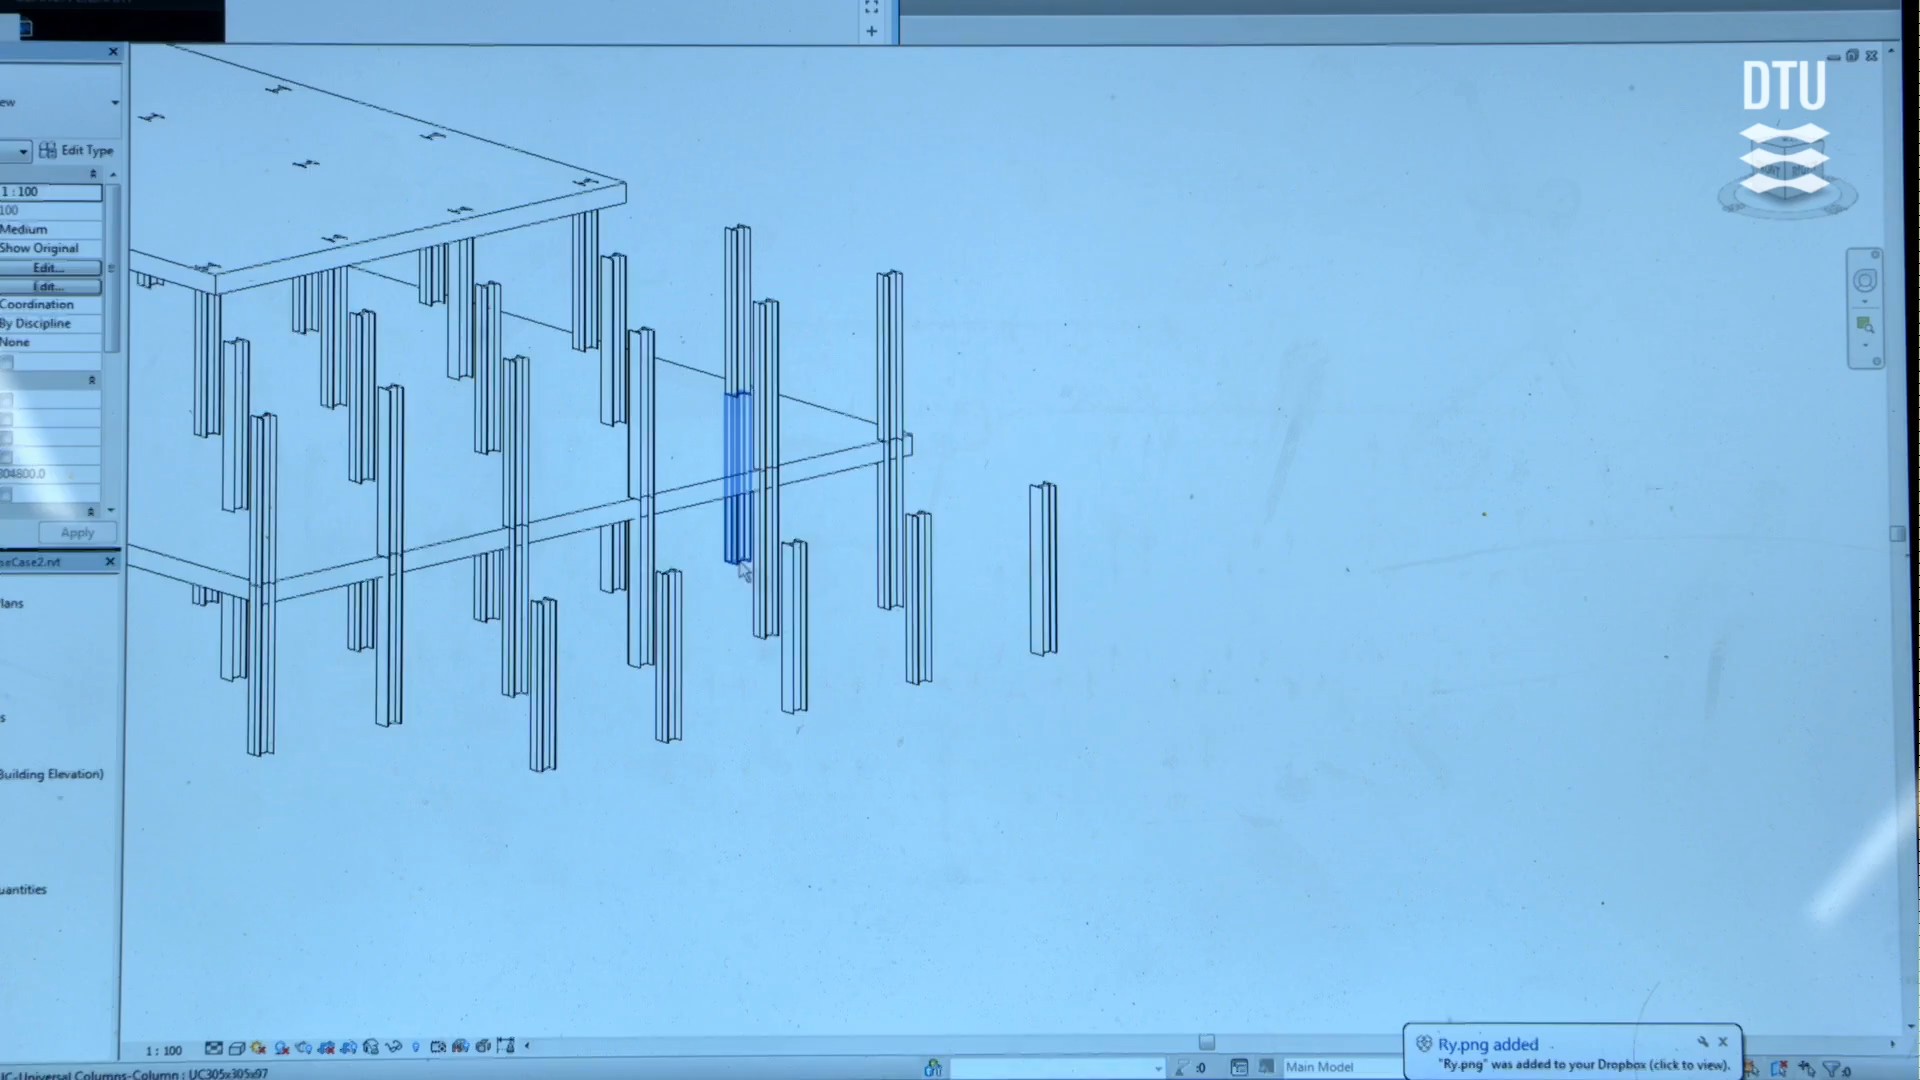 DTU
ew
Edit Type
1 : 100
100
Medium
Show Original
Edit...
Edit...
Coordination
By Discipline
None
304800.0
Apply
seCase2.rvt
lans
s
Building Elevation)
uantities
1 : 100
Ry.png added
"Ry.png" was added to your Dropbox (click to view).
:0
Main Model
:0
UC-Universal Columns-Column : UC305x305x97